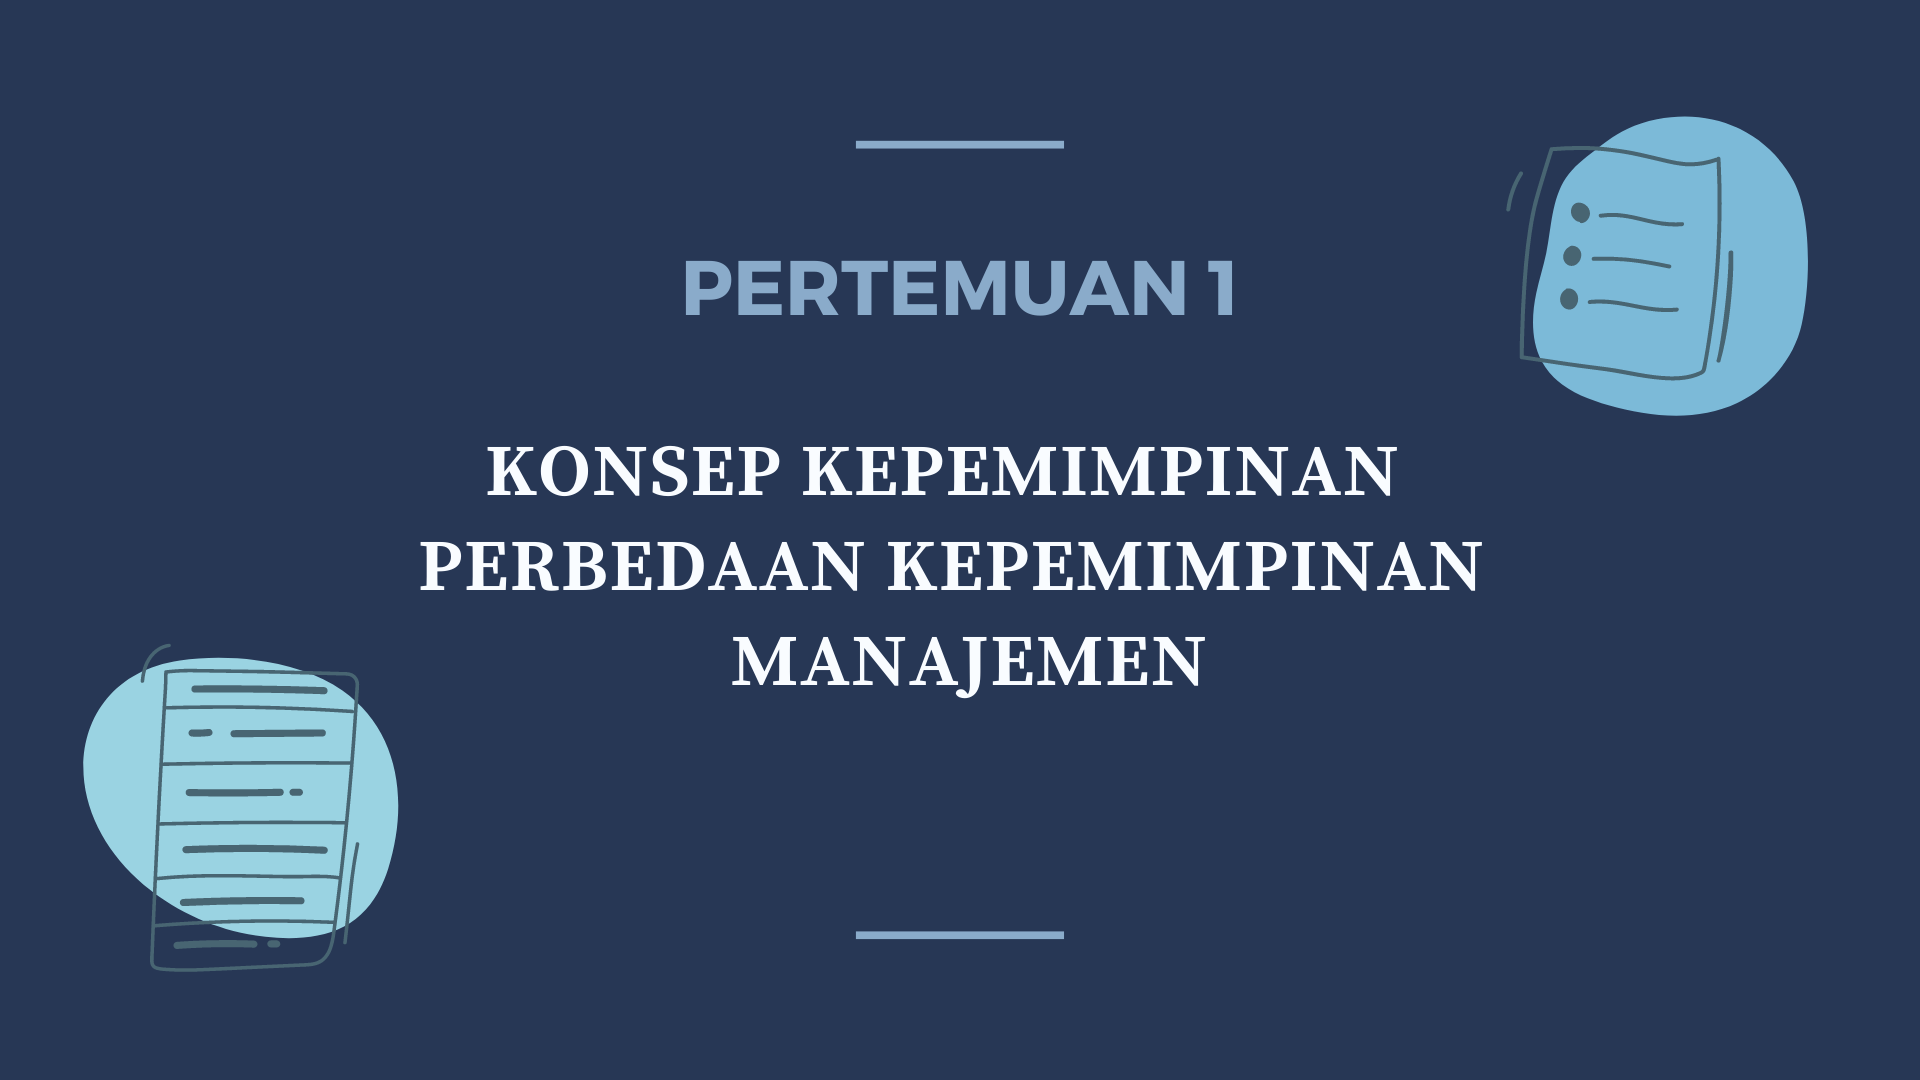 PERTEMUAN 1
KONSEP KEPEMIMPINAN
PERBEDAAN KEPEMIMPINAN
MANAJEMEN